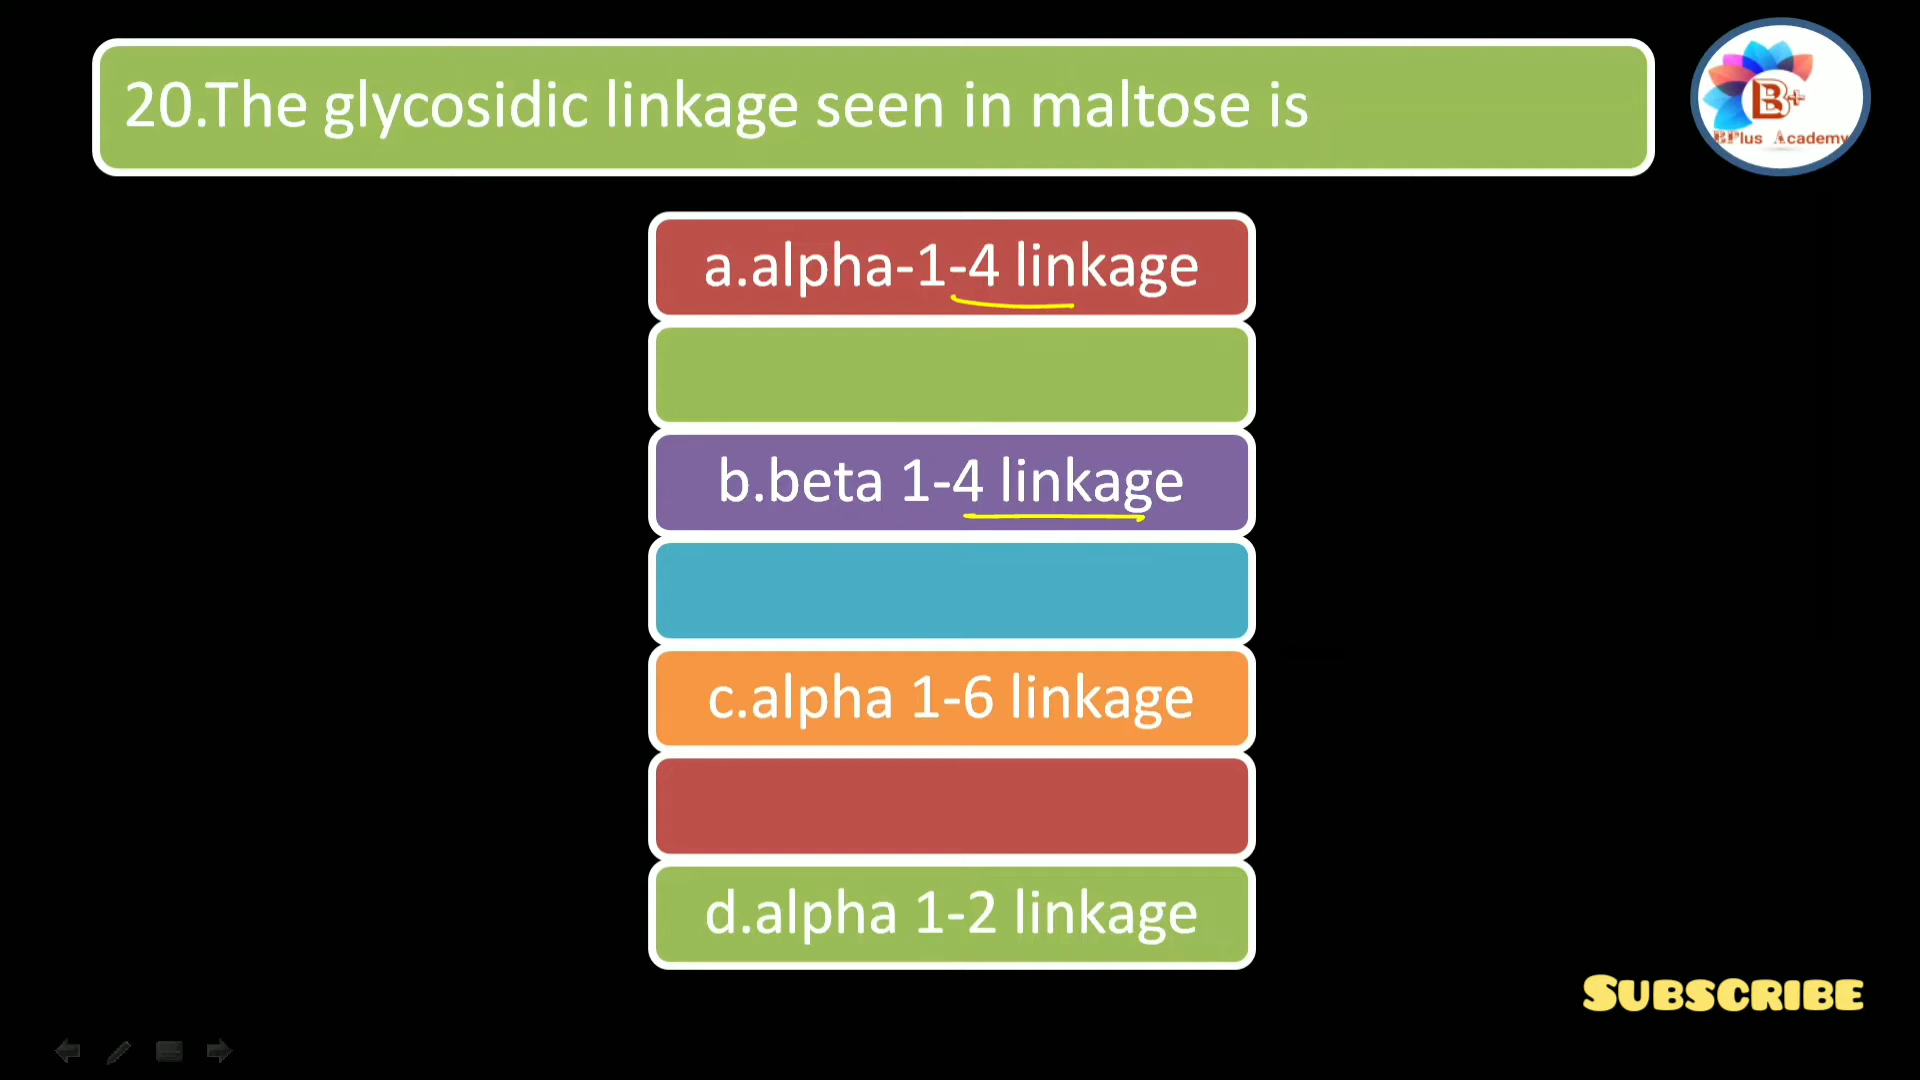 20.The glycosidic linkage seen in maltose is
B+
BPlus Academy
a.alpha-1-4 linkage
b.beta 1-4 linkage
c.alpha 1-6 linkage
d.alpha 1-2 linkage
SUBSCRIBE